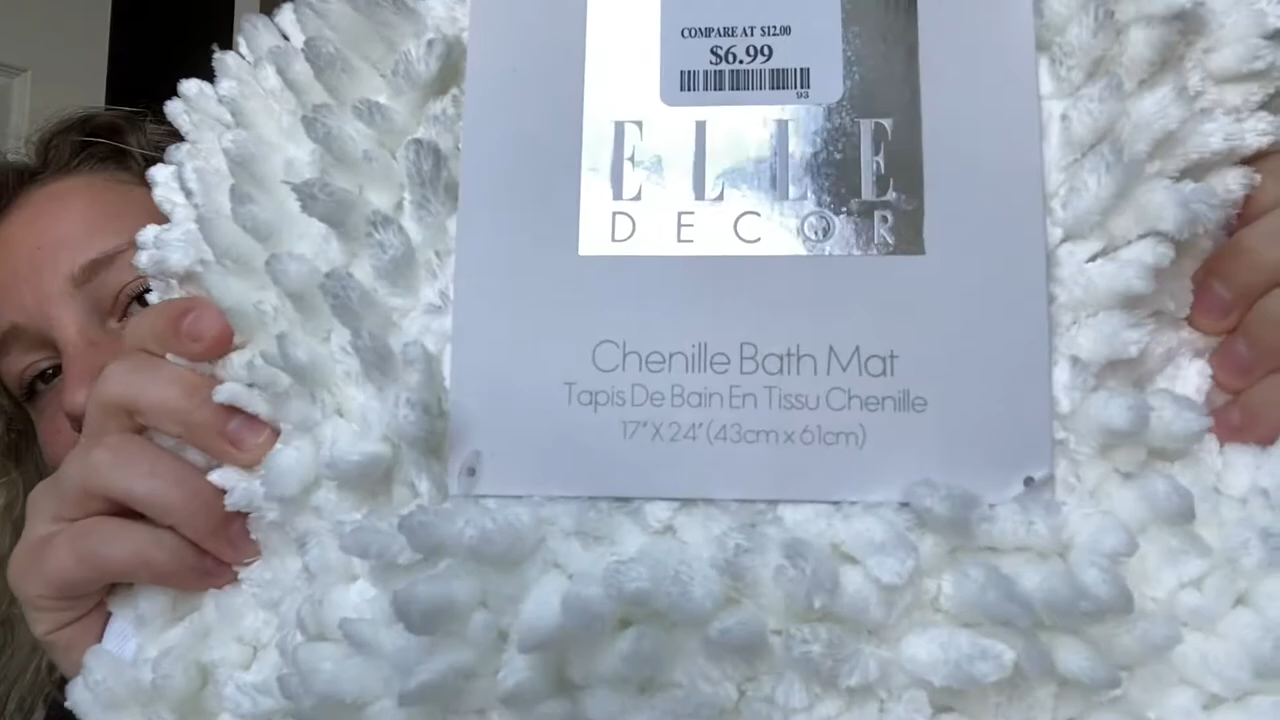 COMPARE AT $12.00
$6.99
93
ELLE
DECOR
Chenille Bath Mat
Tapis De Bain En Tissu Chenille
17" X 24" (43cm x 61cm)